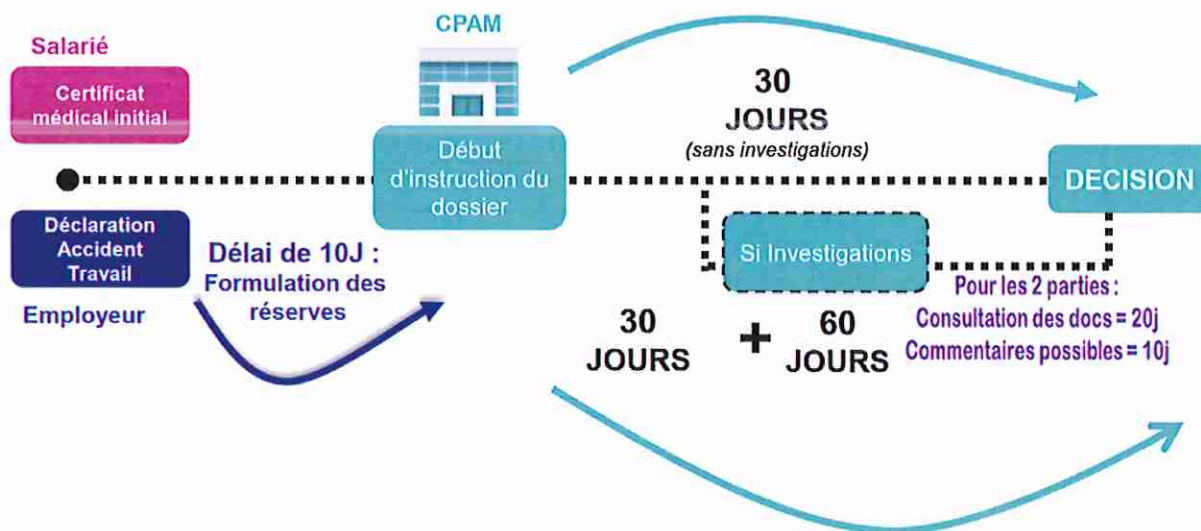 Salarié
Certificat
médical initial
Déclaration
Accident
Travail
Employeur
Délai de 10J :
Formulation des
réserves
CPAM
Début
d'instruction du
dossier
30
JOURS
(sans investigations)
DECISION
Si Investigations
30
JOURS
+
60
JOURS
Pour les 2 parties :
Consultation des docs = 20j
Commentaires possibles = 10j